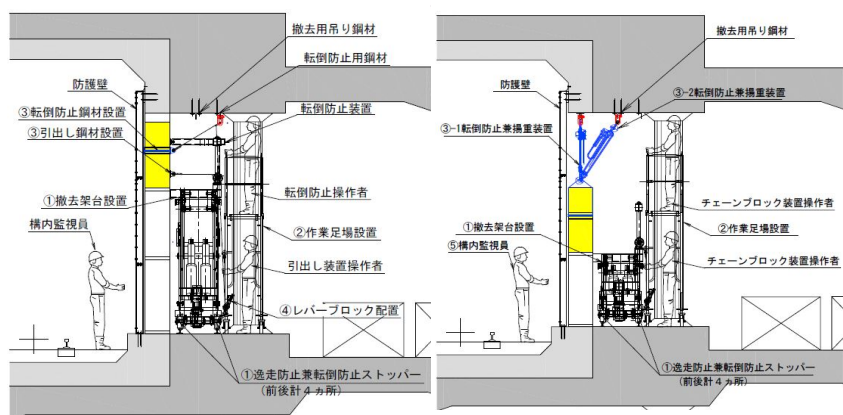 撤去用吊り鋼材
転倒防止用鋼材
防護壁
転倒防止装置
③転倒防止鋼材設置
③引出し鋼材設置
①撤去架台設置
転倒防止操作者
構内監視員
②作業足場設置
引出し装置操作者
④レバーブロック配置
①逸走防止兼転倒防止ストッパー
(前後計4ヵ所)
撤去用吊り鋼材
防護壁
③-2転倒防止兼揚重装置
③-1転倒防止兼揚重装置
チェーンブロック装置操作者
①撤去架台設置
②作業足場設置
⑤構内監視員
チェーンブロック装置操作者
①逸走防止兼転倒防止ストッパー
(前後計4ヵ所)